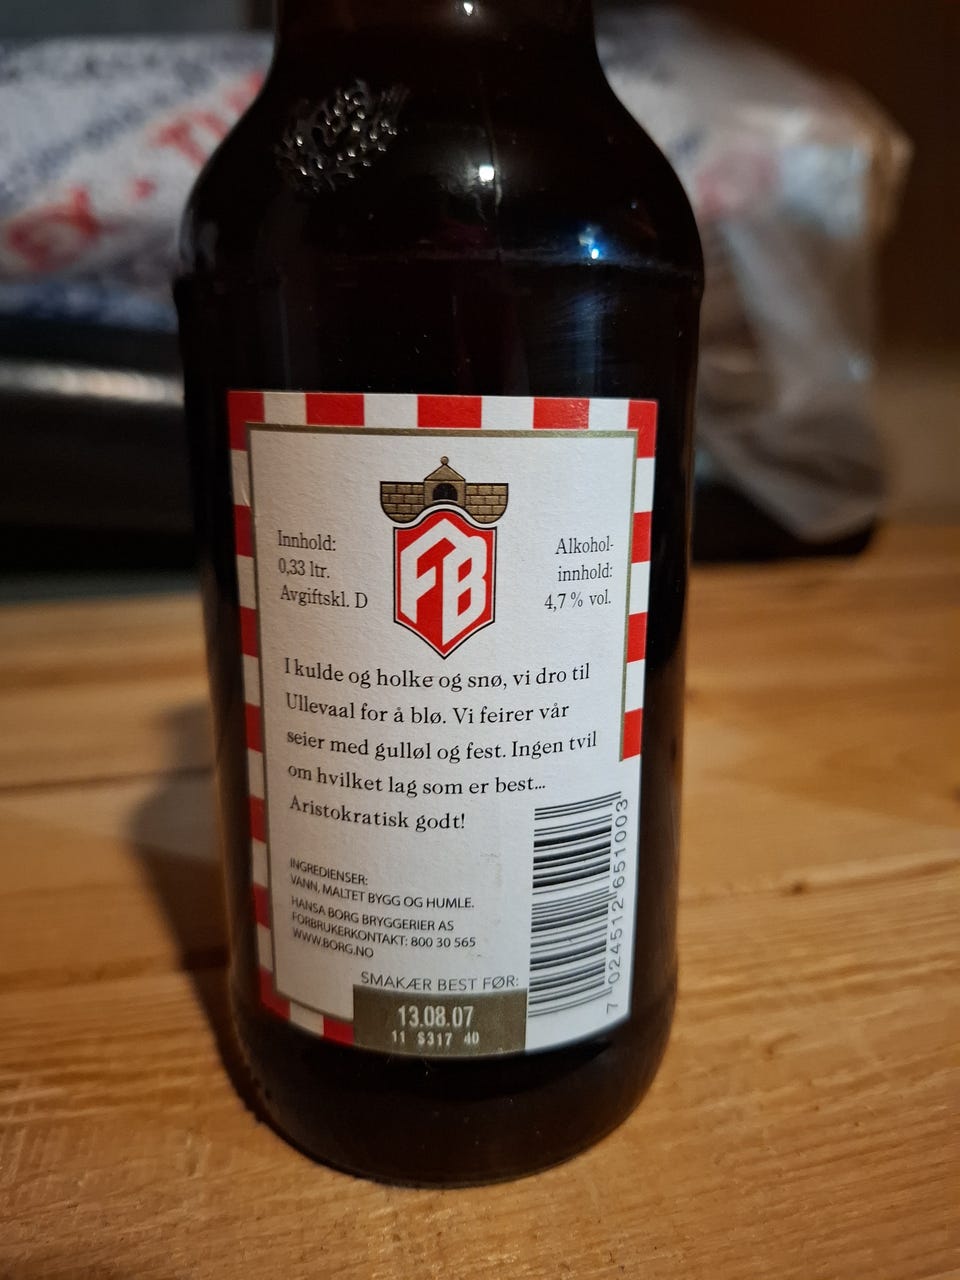 FB
Innhold:
0,33 ltr.
Avgiftskl. D
Alkohol-
innhold:
4,7 % vol.
I kulde og holke og snø, vi dro til
Ullevaal for å blø. Vi feirer vår
seier med gulløl og fest. Ingen tvil
om hvilket lag som er best...
Aristokratisk godt!
INGREDIENSER:
VANN, MALTET BYGG OG HUMLE.
HANSA BORG BRYGGERIER AS
FORBRUKERKONTAKT: 800 30 565
WWW.BORG.NO
SMAKÆR BEST FØR:
13.08.07
11 S317 40
7 024512 651003